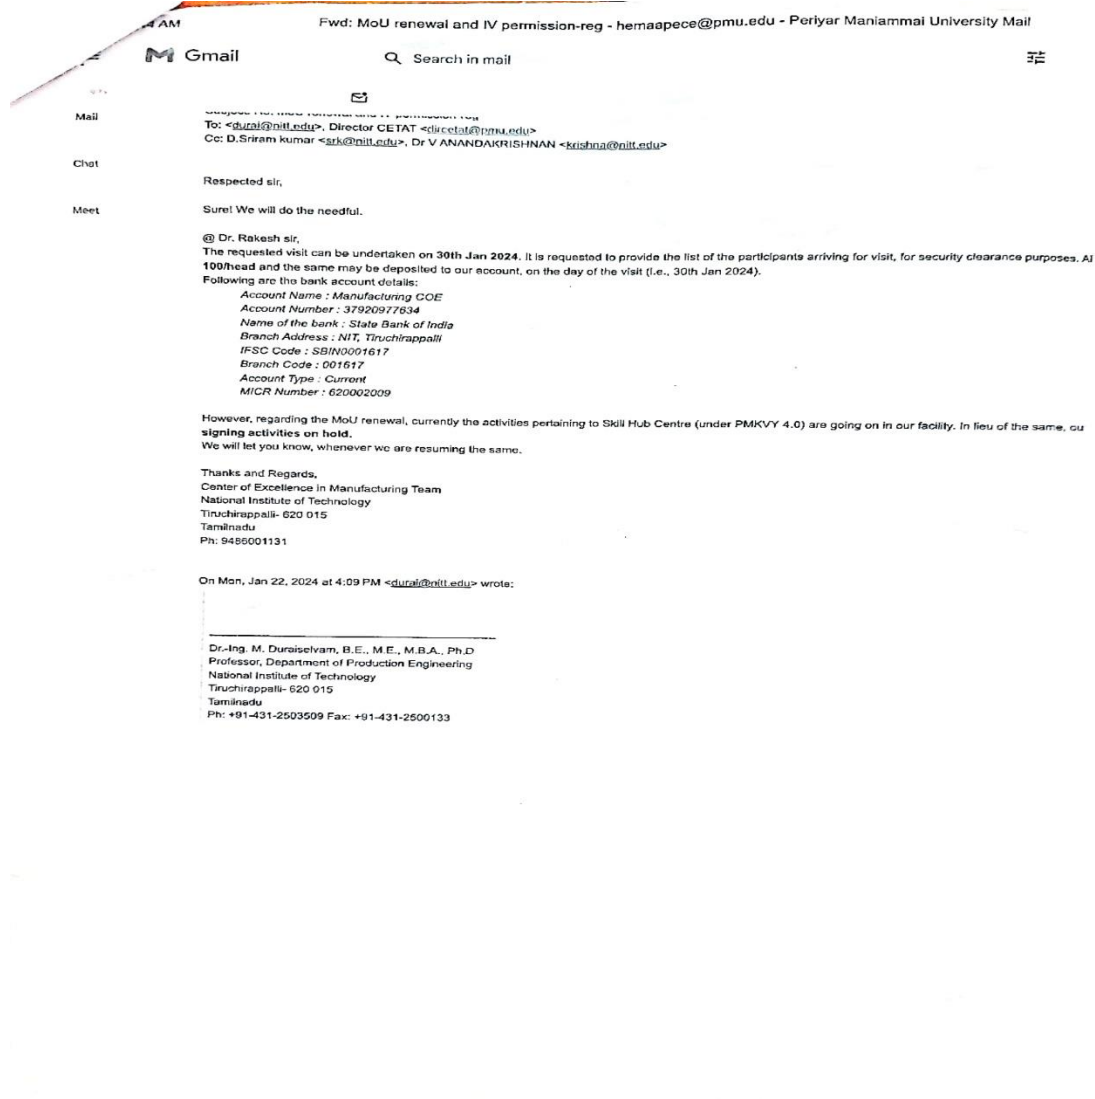 AM
Fwd: MoU renewal and IV permission-reg - hemaapece@pmu.edu - Periyar Maniammai University Mail
Gmail
Search in mail
Mail
To: <durai@nitt.edu>, Director CETAT <dircetat@pmu.edu>
Cc: D.Sriram kumar <srk@nitt.edu>, Dr V ANANDAKRISHNAN <krishna@nitt.edu>
Chat
Respected sir,
Meet
Sure! We will do the needful.
@ Dr. Rakesh sir,
The requested visit can be undertaken on 30th Jan 2024. It is requested to provide the list of the participants arriving for visit, for security clearance purposes. Al
100/head and the same may be deposited to our account, on the day of the visit (i.e., 30th Jan 2024).
Following are the bank account details:
Account Name : Manufacturing COE
Account Number : 37920977634
Name of the bank : State Bank of India
Branch Address : NIT, Tiruchirappalli
IFSC Code : SBIN0001617
Branch Code : 001617
Account Type : Current
MICR Number : 620002009
However, regarding the MoU renewal, currently the activities pertaining to Skill Hub Centre (under PMKVY 4.0) are going on in our facility. In lieu of the same, ou
signing activities on hold.
We will let you know, whenever we are resuming the same.
Thanks and Regards,
Center of Excellence in Manufacturing Team
National Institute of Technology
Tiruchirappalli- 620 015
Tamilnadu
Ph: 9486001131
On Mon, Jan 22, 2024 at 4:09 PM <durai@nitt.edu> wrote:
Dr.-Ing. M. Duraiselvam, B.E., M.E., M.B.A., Ph.D
Professor, Department of Production Engineering
National Institute of Technology
Tiruchirappalli- 620 015
Tamilnadu
Ph: +91-431-2503509 Fax: +91-431-2500133